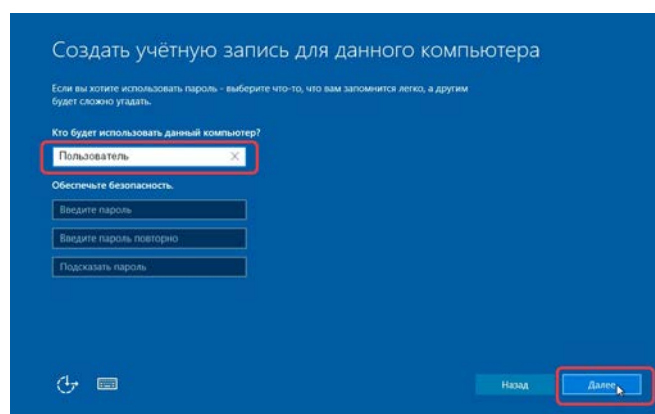 Создать учётную запись для данного компьютера
Если вы хотите использовать пароль - выберите что-то, что вам запомнится легко, а другим
будет сложно угадать.
Кто будет использовать данный компьютер?
Пользователь
Обеспечьте безопасность.
Введите пароль
Введите пароль повторно
Подсказать пароль
Назад
Далее